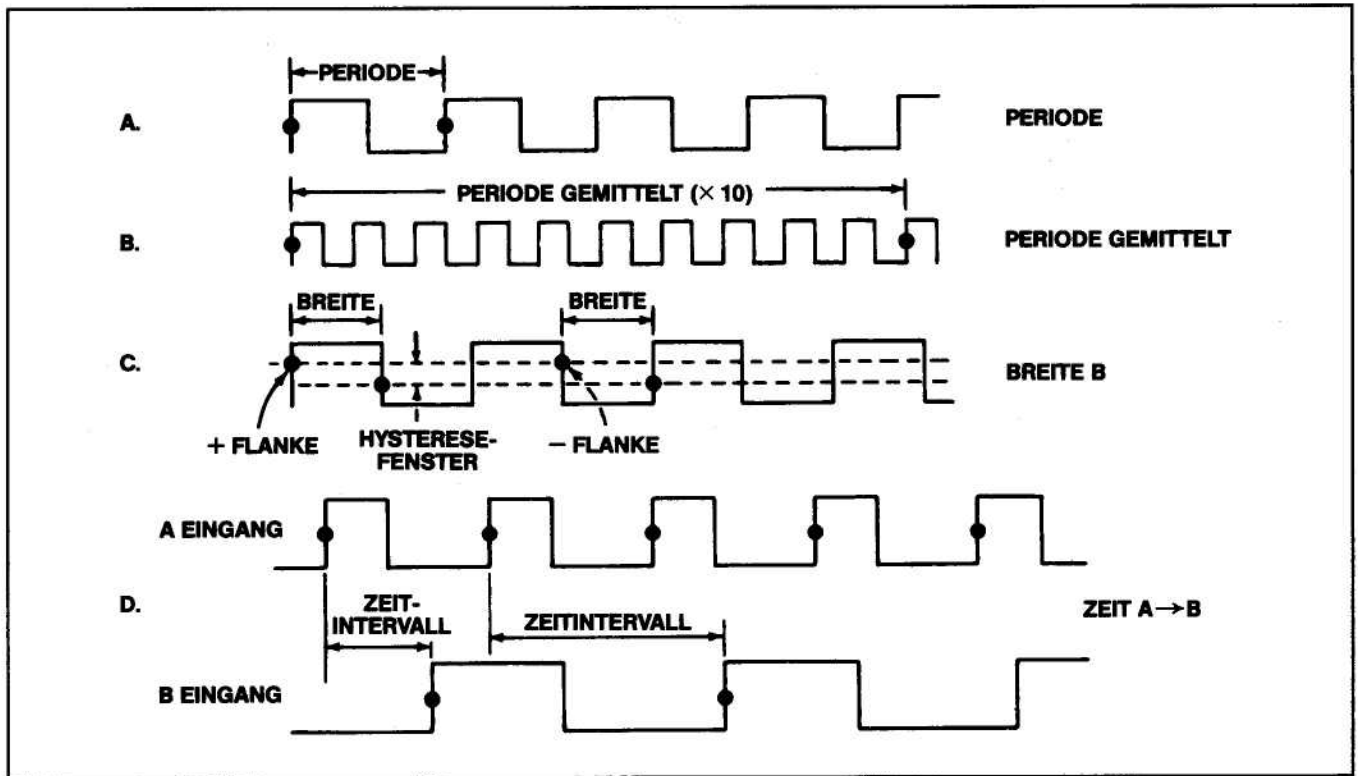 PERIODE
A.
PERIODE
PERIODE GEMITTELT (× 10)
B.
PERIODE GEMITTELT
BREITE
BREITE
C.
BREITE B
+ FLANKE
HYSTERESE-
FENSTER
− FLANKE
A EINGANG
D.
ZEIT-
INTERVALL
ZEITINTERVALL
ZEIT A→B
B EINGANG